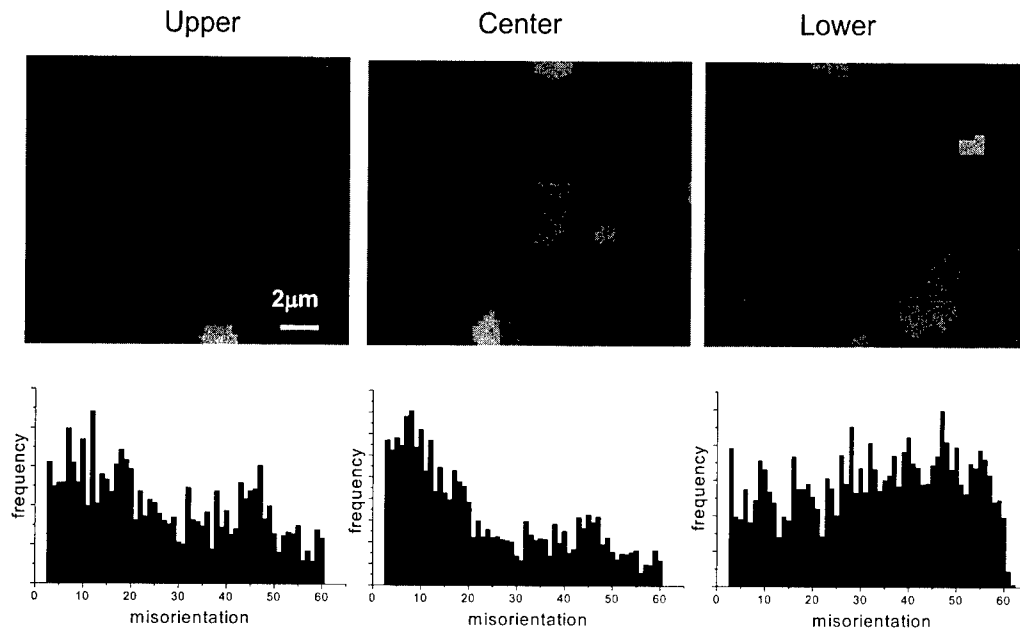 Upper Center Lower
2µm
frequency frequency frequency
0 10 20 30 40 50 60 0 10 20 30 40 50 60 0 10 20 30 40 50 60
misorientation misorientation misorientation